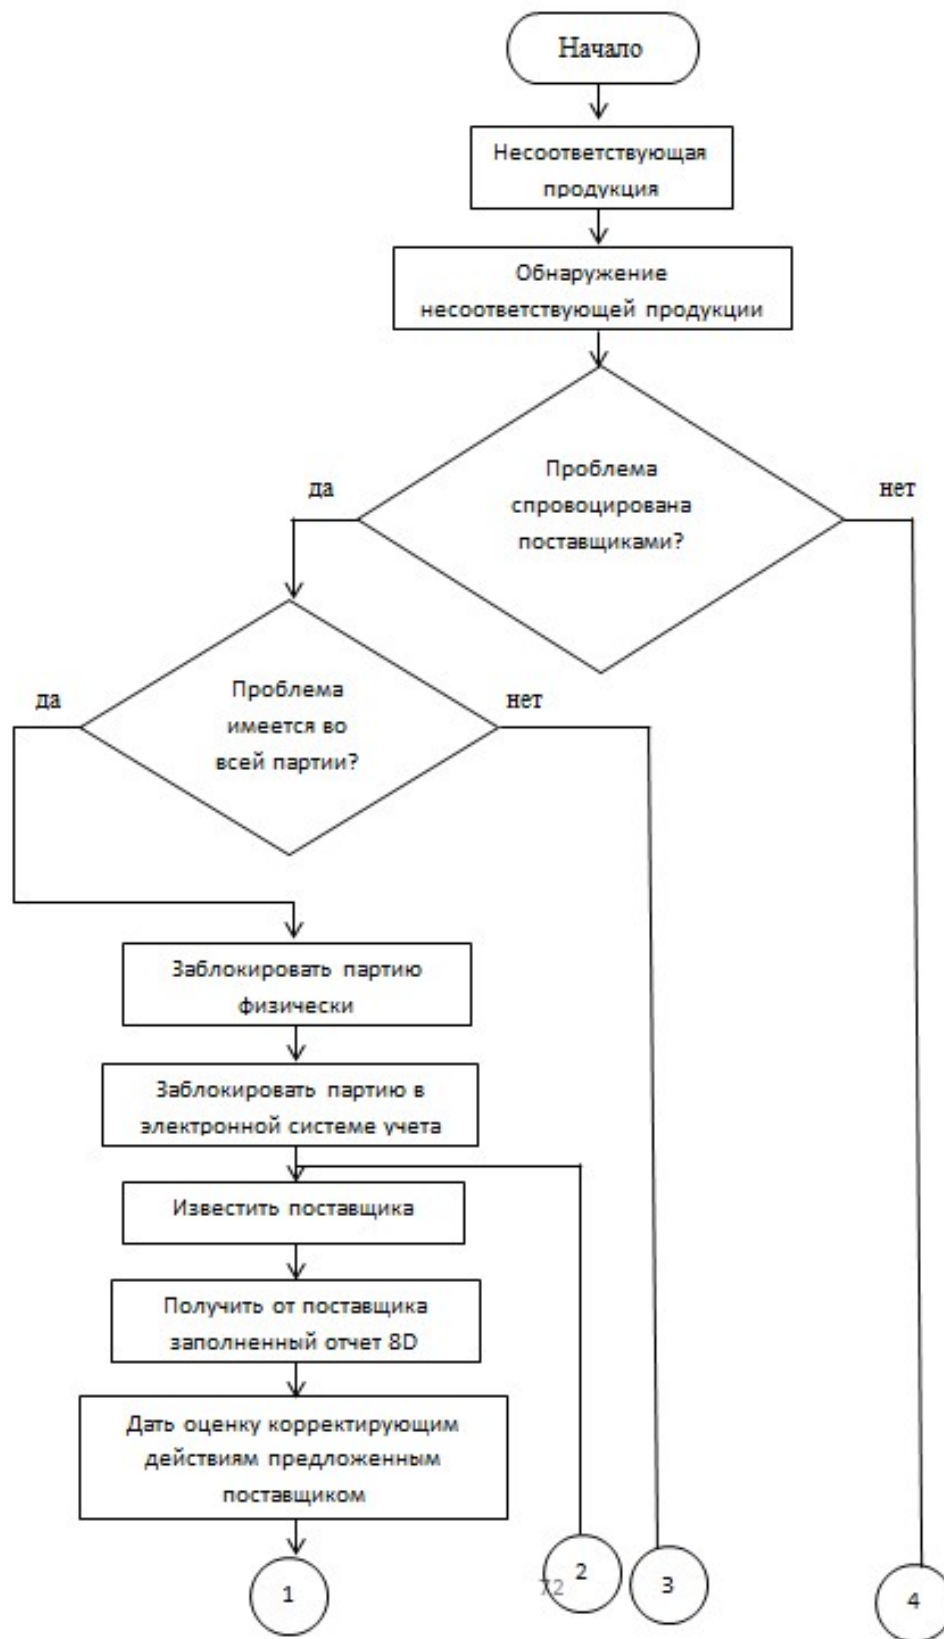 Начало
Несоответствующая
продукция
Обнаружение
несоответствующей продукции
Проблема
спровоцирована
поставщиками?
да
нет
Проблема
имеется во
всей партии?
да
нет
Заблокировать партию
физически
Заблокировать партию в
электронной системе учета
Известить поставщика
Получить от поставщика
заполненный отчет 8D
Дать оценку корректирующим
действиям предложенным
поставщиком
1
72
2
3
4